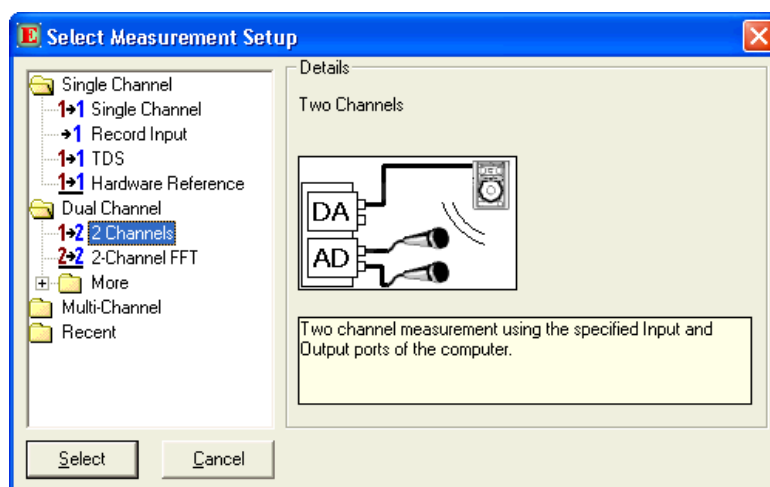 E Select Measurement Setup
Single Channel
1→1 Single Channel
→1 Record Input
1→1 TDS
1→1 Hardware Reference
Dual Channel
1→2 2 Channels
2→2 2-Channel FFT
More
Multi-Channel
Recent
Select
Cancel
Details
Two Channels
DA
AD
Two channel measurement using the specified Input and
Output ports of the computer.